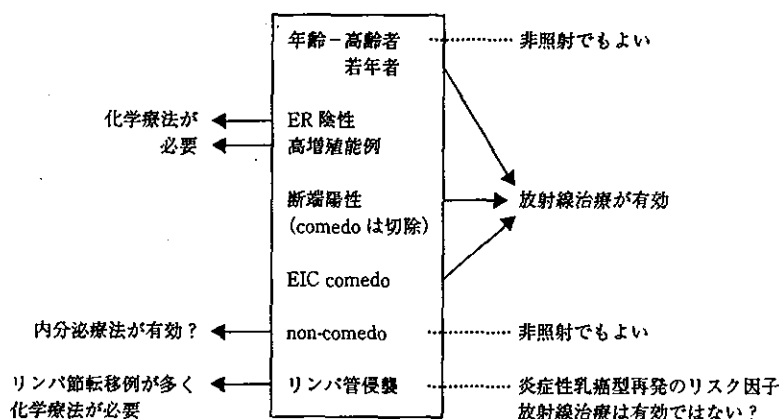 年齢－高齢者 非照射でもよい
若年者
化学療法が ER 陰性
必要 高増殖能例
断端陽性 放射線治療が有効
(comedo は切除)
EIC comedo
内分泌療法が有効？ non-comedo 非照射でもよい
リンパ節転移例が多く リンパ管侵襲 炎症性乳癌型再発のリスク因子
化学療法が必要 放射線治療は有効ではない？